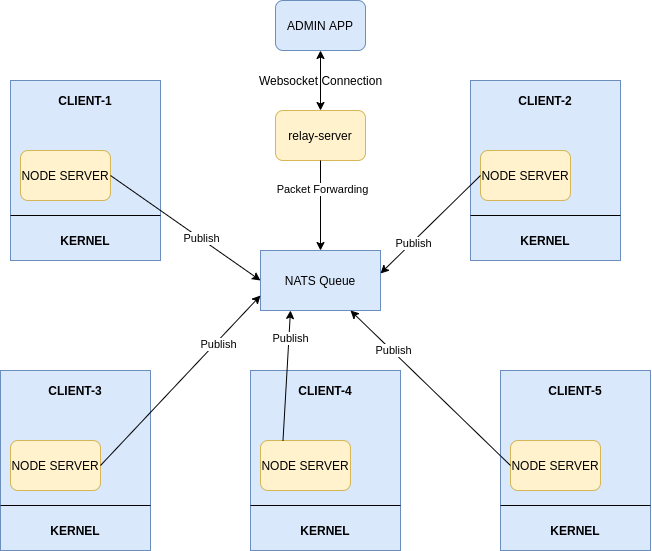 ADMIN APP
Websocket Connection
CLIENT-1
CLIENT-2
relay-server
NODE SERVER
NODE SERVER
Packet Forwarding
KERNEL
Publish
Publish
KERNEL
NATS Queue
Publish
Publish
Publish
CLIENT-3
CLIENT-4
CLIENT-5
NODE SERVER
NODE SERVER
NODE SERVER
KERNEL
KERNEL
KERNEL